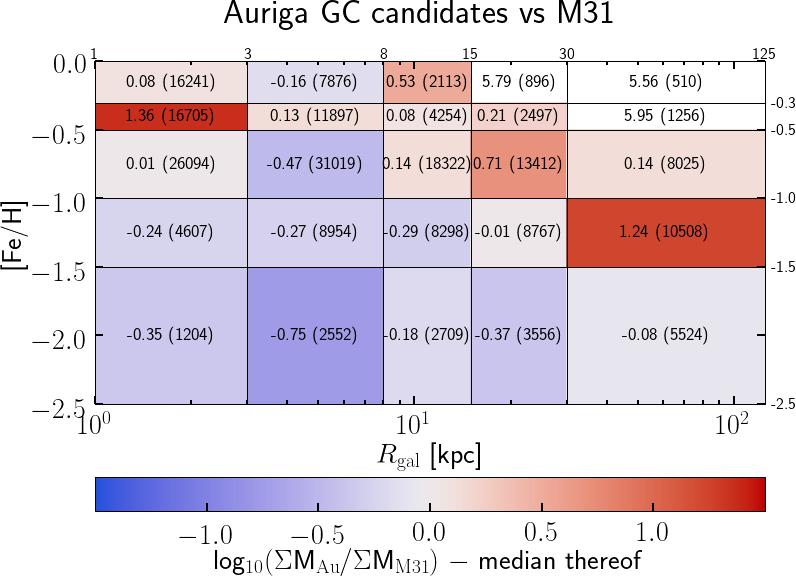 Auriga GC candidates vs M31
1 3 8 15 30 125
0.0 0.08 (16241) -0.16 (7876) 0.53 (2113) 5.79 (896) 5.56 (510)
-0.3
1.36 (16705) 0.13 (11897) 0.08 (4254) 0.21 (2497) 5.95 (1256)
−0.5 -0.5
0.01 (26094) -0.47 (31019) 0.14 (18322) 0.71 (13412) 0.14 (8025)
−1.0 -1.0
[Fe/H]
-0.24 (4607) -0.27 (8954) -0.29 (8298) -0.01 (8767) 1.24 (10508)
−1.5 -1.5
−2.0 -0.35 (1204) -0.75 (2552) -0.18 (2709) -0.37 (3556) -0.08 (5524)
−2.5 -2.5
10⁰ 10¹ 10²
R_gal [kpc]
−1.0 −0.5 0.0 0.5 1.0
log₁₀(ΣM_Au/ΣM_M31) − median thereof